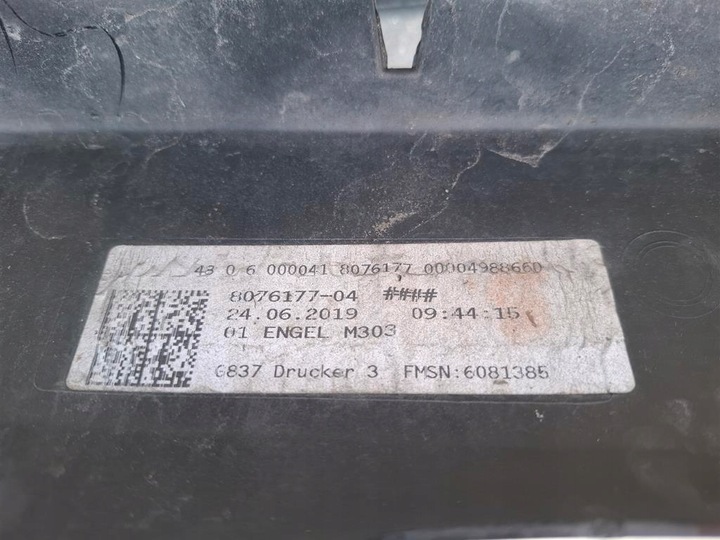 43 0 6 000041 8076177 0000498866D
8076177-04 ####
24.06.2019 09:44:15
01 ENGEL M303
6837 Drucker 3 FMSN:6081385